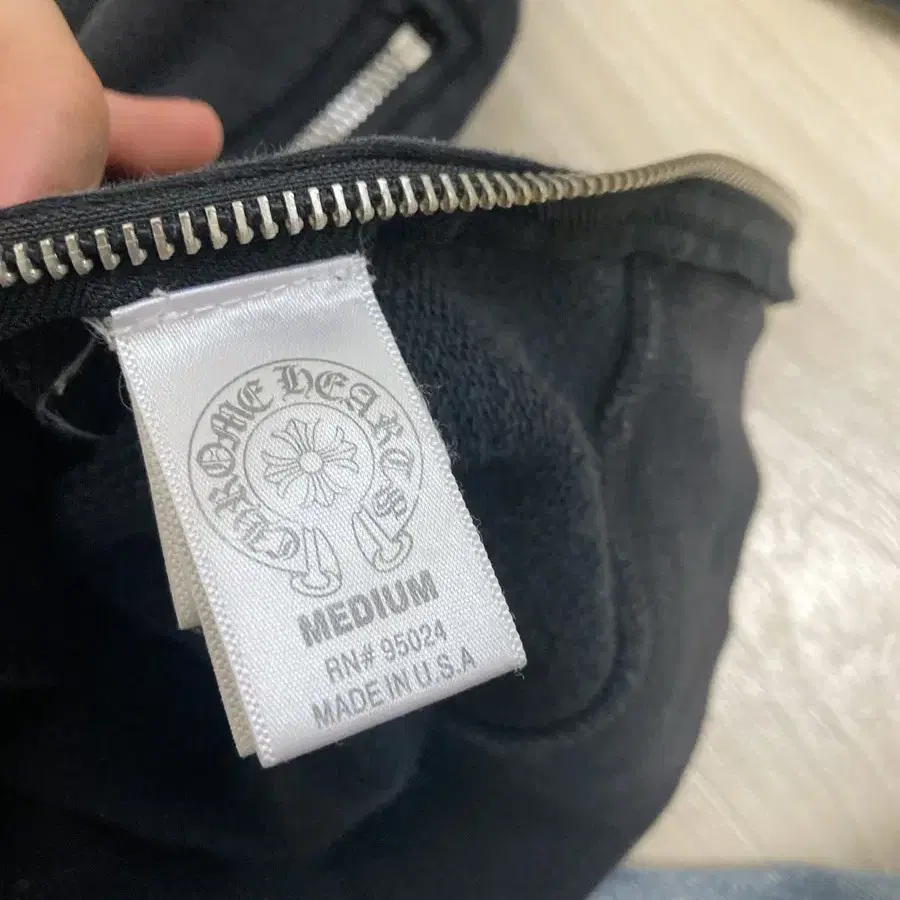 CHROME HEARTS
MEDIUM
RN# 95024
MADE IN U.S.A